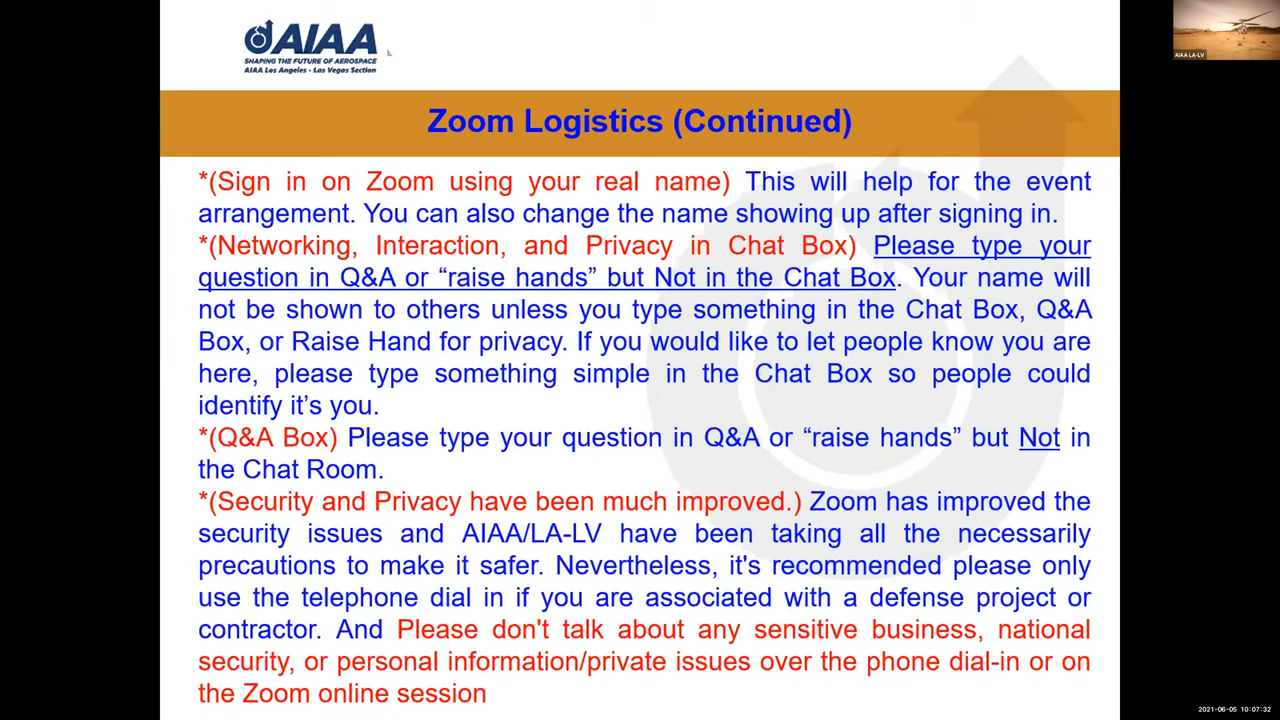 AIAA
SHAPING THE FUTURE OF AEROSPACE
AIAA Los Angeles - Las Vegas Section
AIAA LA-LV
Zoom Logistics (Continued)
*(Sign in on Zoom using your real name) This will help for the event
arrangement. You can also change the name showing up after signing in.
*(Networking, Interaction, and Privacy in Chat Box) Please type your
question in Q&A or “raise hands” but Not in the Chat Box. Your name will
not be shown to others unless you type something in the Chat Box, Q&A
Box, or Raise Hand for privacy. If you would like to let people know you are
here, please type something simple in the Chat Box so people could
identify it’s you.
*(Q&A Box) Please type your question in Q&A or “raise hands” but Not in
the Chat Room.
*(Security and Privacy have been much improved.) Zoom has improved the
security issues and AIAA/LA-LV have been taking all the necessarily
precautions to make it safer. Nevertheless, it's recommended please only
use the telephone dial in if you are associated with a defense project or
contractor. And Please don't talk about any sensitive business, national
security, or personal information/private issues over the phone dial-in or on
the Zoom online session
2021-06-05 10:07:32